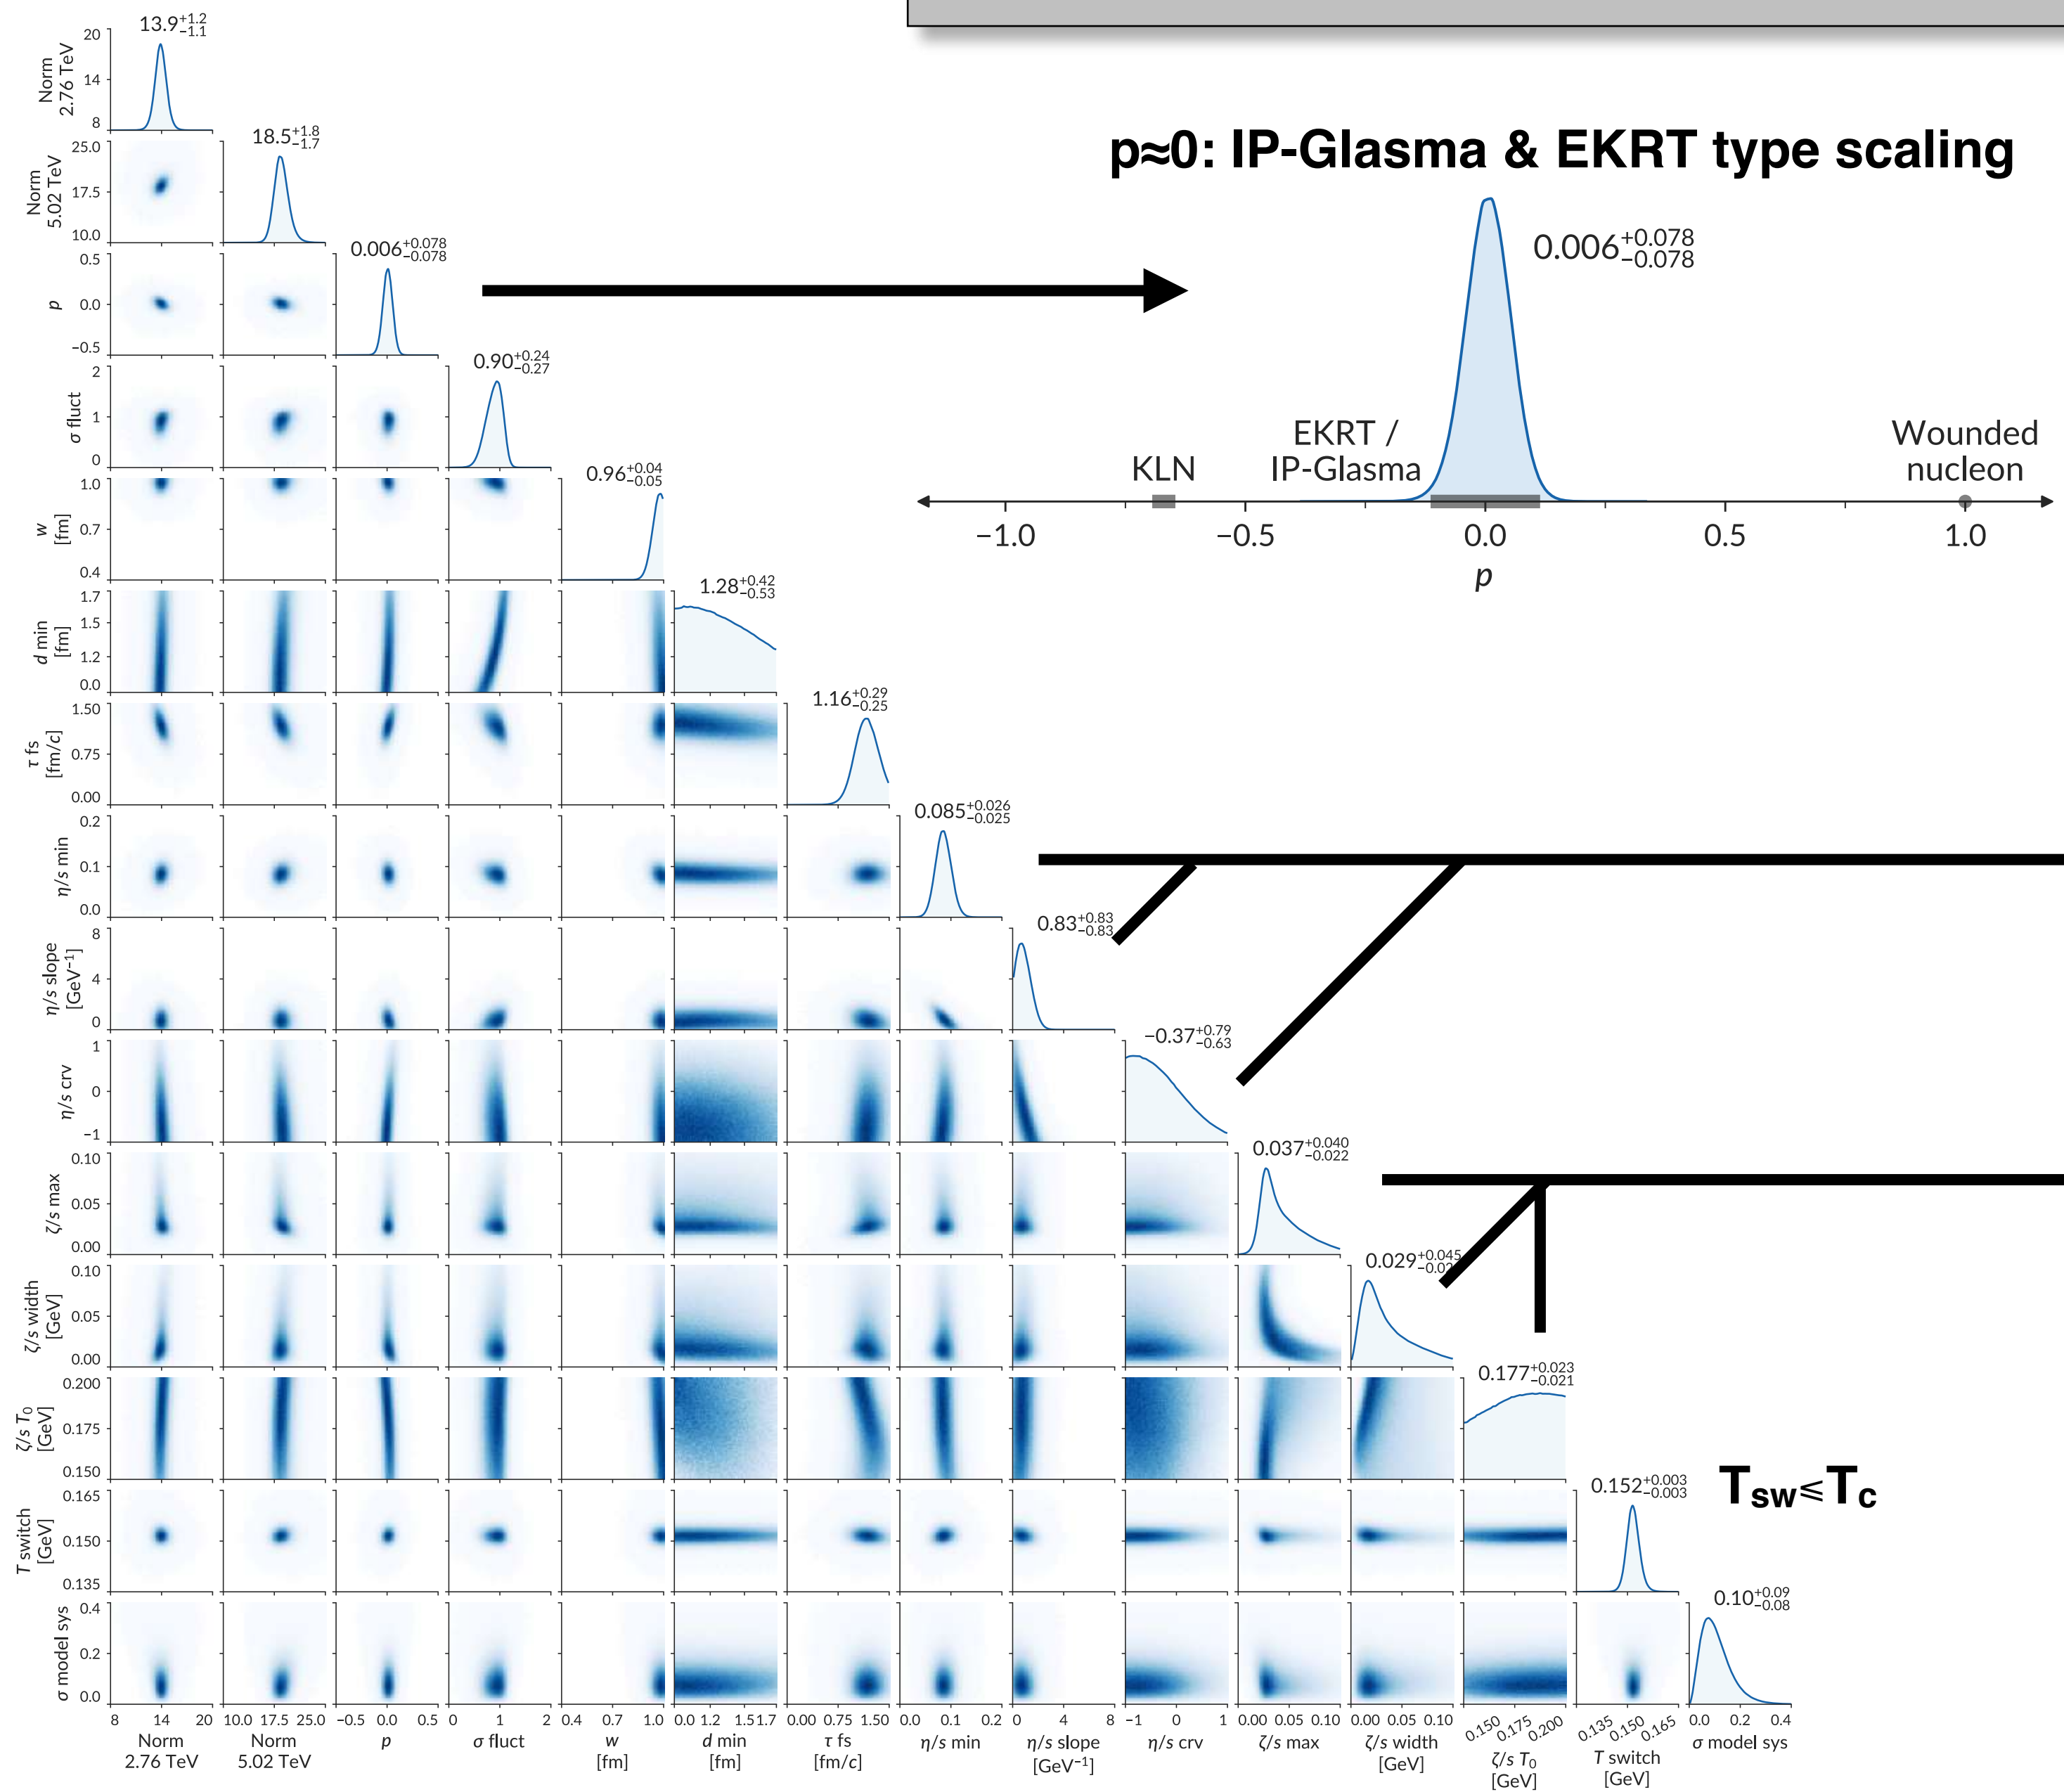 13.9+1.2−1.1
20
14
8
Norm
2.76 TeV
18.5+1.8−1.7
25.0
17.5
10.0
Norm
5.02 TeV
p≈0: IP-Glasma & EKRT type scaling
0.006+0.078−0.078
0.006+0.078−0.078
0.5
0.0
−0.5
p
0.90+0.24−0.27
2
1
0
σ fluct
EKRT /
IP-Glasma
KLN
Wounded
nucleon
−1.0
−0.5
0.0
0.5
1.0
p
0.96+0.04−0.05
1.0
0.7
0.4
w
[fm]
1.28+0.42−0.53
1.7
1.5
1.2
0.0
d min
[fm]
1.16+0.29−0.25
1.50
0.75
0.00
τ fs
[fm/c]
0.085+0.026−0.025
0.2
0.1
0.0
η/s min
0.83+0.83−0.83
8
4
0
η/s slope
[GeV−1]
−0.37+0.79−0.63
1
0
−1
η/s crv
0.037+0.040−0.022
0.10
0.05
0.00
ζ/s max
0.029+0.045
0.10
0.05
0.00
ζ/s width
[GeV]
0.177+0.023−0.021
0.200
0.175
0.150
ζ/s T0
[GeV]
0.152+0.003−0.003
Tsw⩽Tc
0.165
0.150
0.135
T switch
[GeV]
0.10+0.09−0.08
0.4
0.2
0.0
σ model sys
8 14 20 10.0 17.5 25.0 −0.5 0.0 0.5 0 1 2 0.4 0.7 1.0 0.0 1.2 1.5 1.7 0.00 0.75 1.50 0.0 0.1 0.2 0 4 8 −1 0 1 0.00 0.05 0.10 0.00 0.05 0.10 0.150 0.175 0.200 0.135 0.150 0.165 0.0 0.2 0.4
Norm
2.76 TeV
Norm
5.02 TeV
p
σ fluct
w
[fm]
d min
[fm]
τ fs
[fm/c]
η/s min
η/s slope
[GeV−1]
η/s crv
ζ/s max
ζ/s width
[GeV]
ζ/s T0
[GeV]
T switch
[GeV]
σ model sys